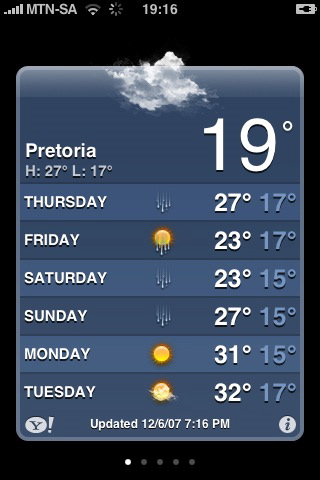 MTN-SA 19:16
19°
Pretoria
H: 27° L: 17°
THURSDAY 27° 17°
FRIDAY 23° 17°
SATURDAY 23° 15°
SUNDAY 27° 15°
MONDAY 31° 15°
TUESDAY 32° 17°
Y! Updated 12/6/07 7:16 PM i